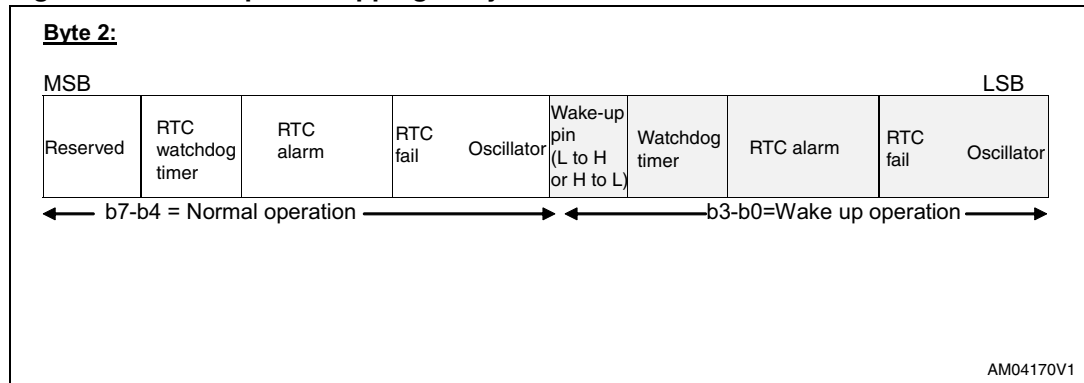 Byte 2:
MSB LSB
Reserved
RTC
watchdog
timer
RTC
alarm
RTC
fail
Oscillator
Wake-up
pin
(L to H
or H to L)
Watchdog
timer
RTC alarm
RTC
fail
Oscillator
b7-b4 = Normal operation
b3-b0=Wake up operation
AM04170V1